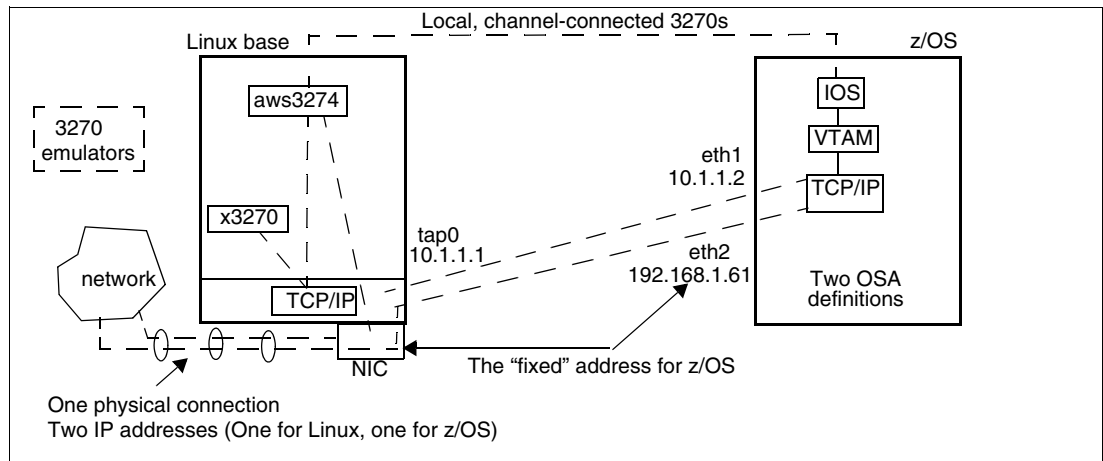 Local, channel-connected 3270s
Linux base
z/OS
aws3274
IOS
3270
emulators
VTAM
eth1
10.1.1.2
TCP/IP
x3270
tap0
10.1.1.1
eth2
192.168.1.61
network
Two OSA
definitions
TCP/IP
NIC
The “fixed” address for z/OS
One physical connection
Two IP addresses (One for Linux, one for z/OS)